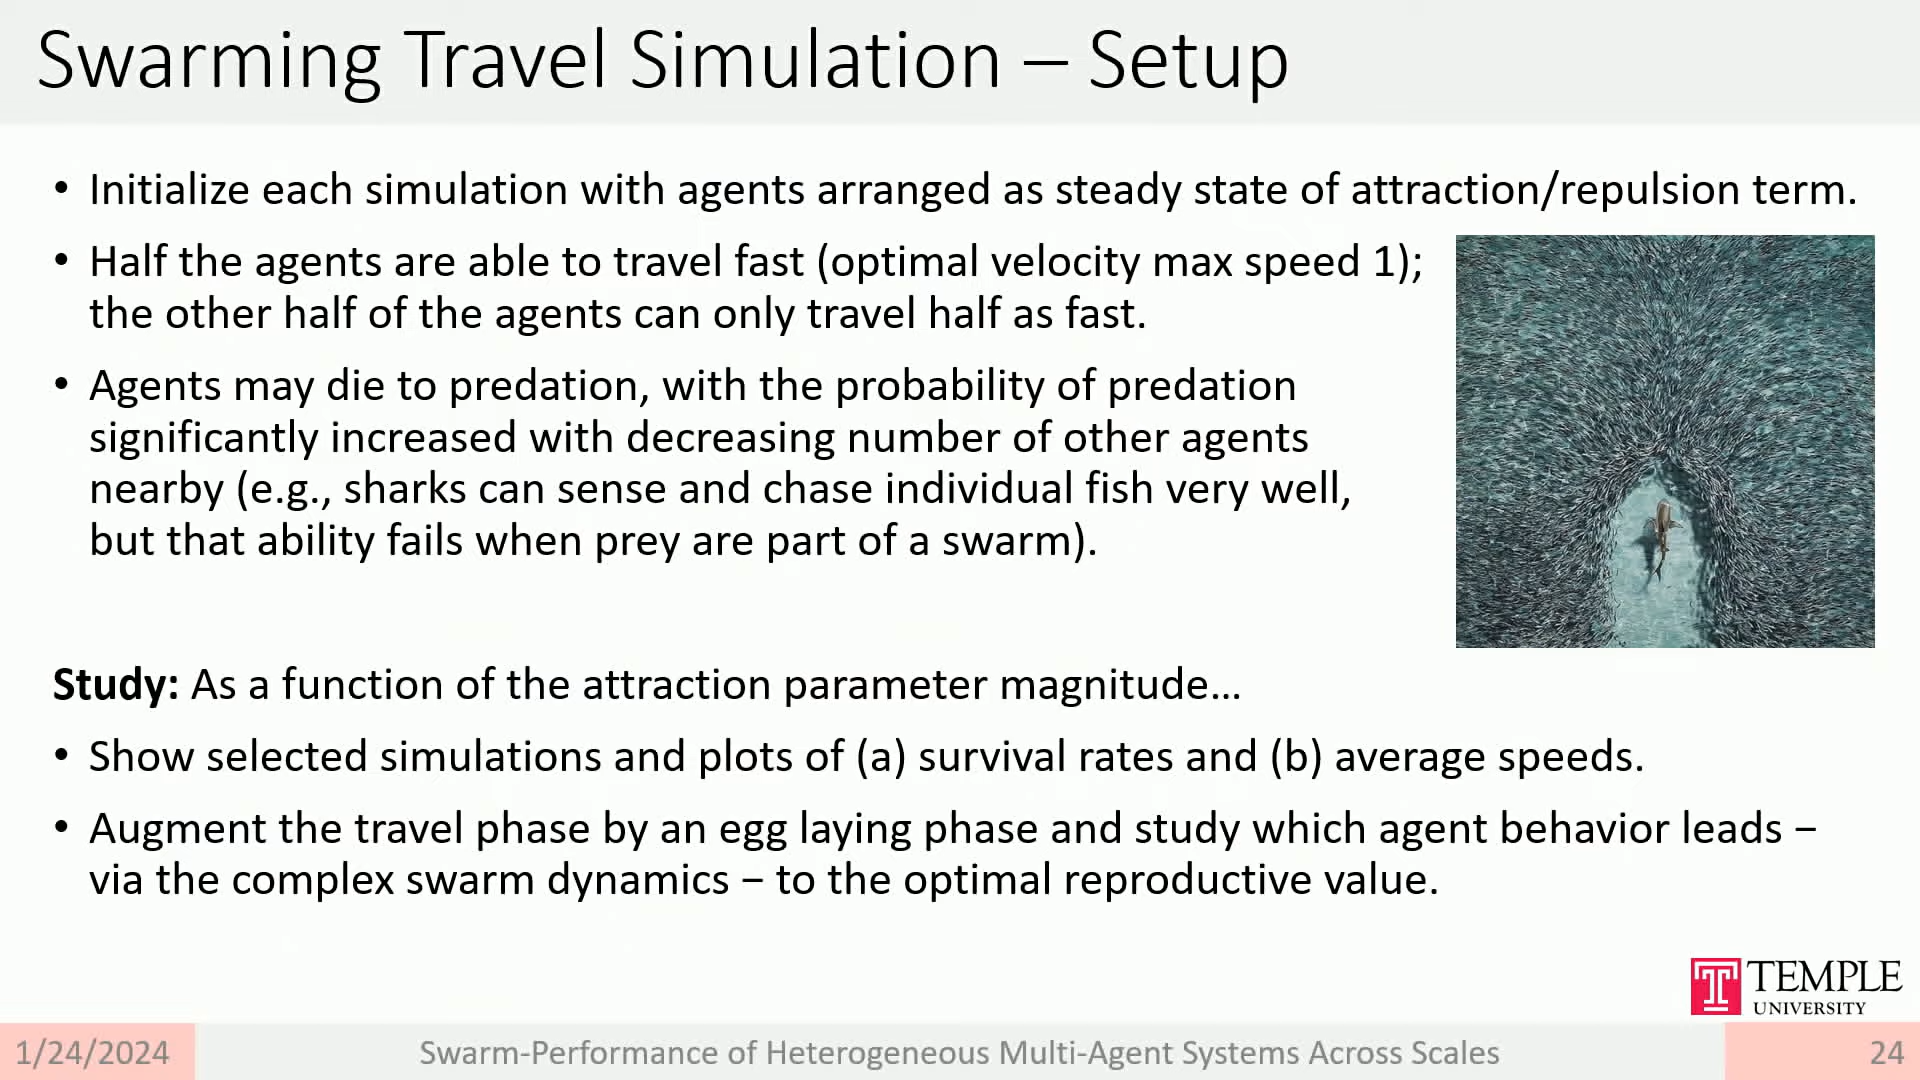 Swarming Travel Simulation – Setup
• Initialize each simulation with agents arranged as steady state of attraction/repulsion term.
• Half the agents are able to travel fast (optimal velocity max speed 1);
the other half of the agents can only travel half as fast.
• Agents may die to predation, with the probability of predation
significantly increased with decreasing number of other agents
nearby (e.g., sharks can sense and chase individual fish very well,
but that ability fails when prey are part of a swarm).
Study: As a function of the attraction parameter magnitude…
• Show selected simulations and plots of (a) survival rates and (b) average speeds.
• Augment the travel phase by an egg laying phase and study which agent behavior leads −
via the complex swarm dynamics − to the optimal reproductive value.
TEMPLE
UNIVERSITY
1/24/2024
Swarm-Performance of Heterogeneous Multi-Agent Systems Across Scales
24